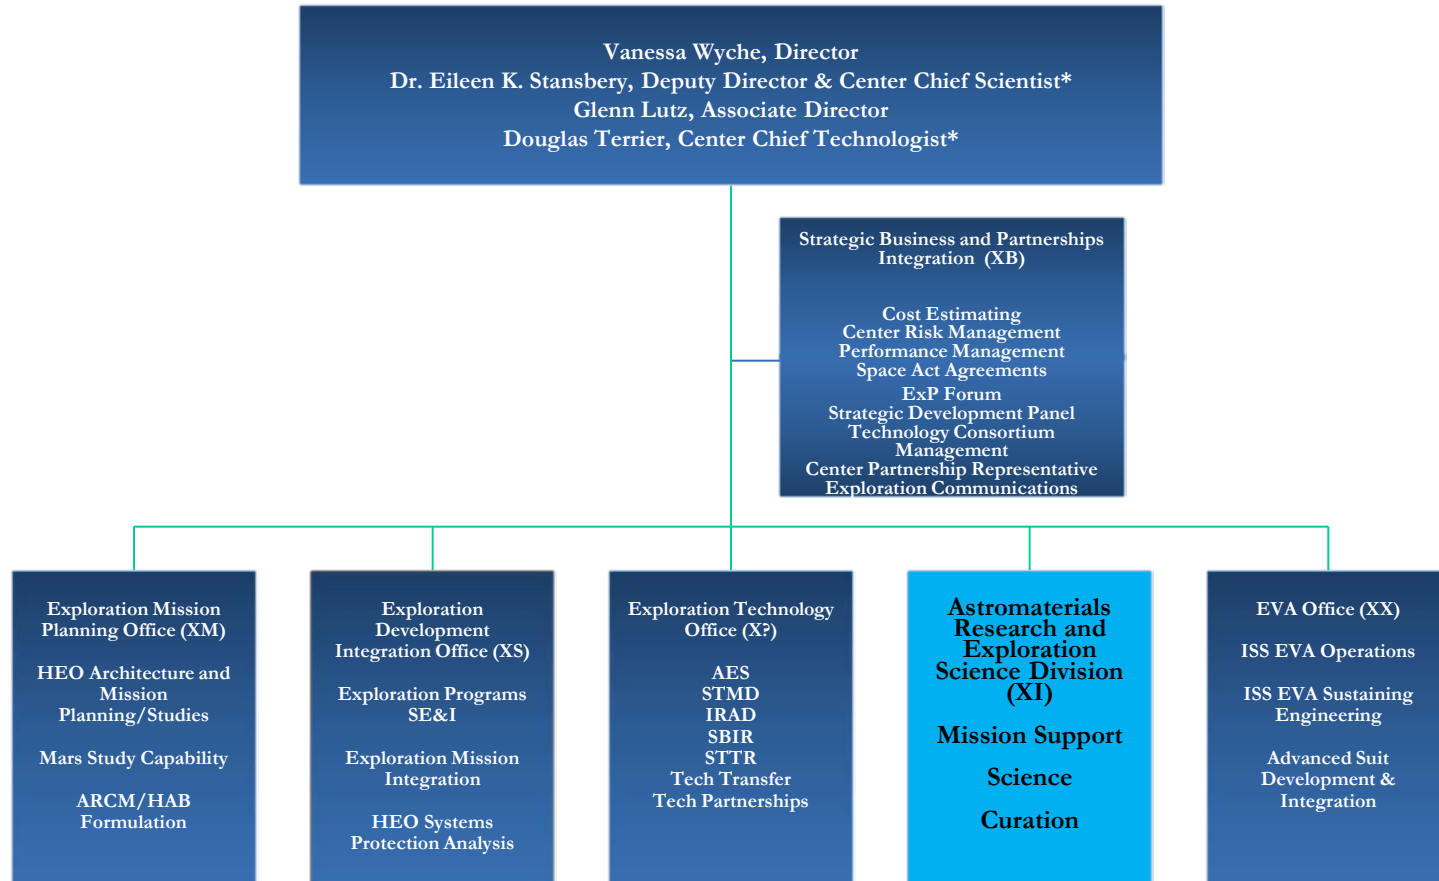 Vanessa Wyche, Director
Dr. Eileen K. Stansbery, Deputy Director & Center Chief Scientist*
Glenn Lutz, Associate Director
Douglas Terrier, Center Chief Technologist*
Strategic Business and Partnerships
Integration (XB)
Cost Estimating
Center Risk Management
Performance Management
Space Act Agreements
ExP Forum
Strategic Development Panel
Technology Consortium
Management
Center Partnership Representative
Exploration Communications
Exploration Mission
Planning Office (XM)
HEO Architecture and
Mission
Planning/Studies
Mars Study Capability
ARCM/HAB
Formulation
Exploration
Development
Integration Office (XS)
Exploration Programs
SE&I
Exploration Mission
Integration
HEO Systems
Protection Analysis
Exploration Technology
Office (X?)
AES
STMD
IRAD
SBIR
STTR
Tech Transfer
Tech Partnerships
Astromaterials
Research and
Exploration
Science Division
(XI)
Mission Support
Science
Curation
EVA Office (XX)
ISS EVA Operations
ISS EVA Sustaining
Engineering
Advanced Suit
Development &
Integration